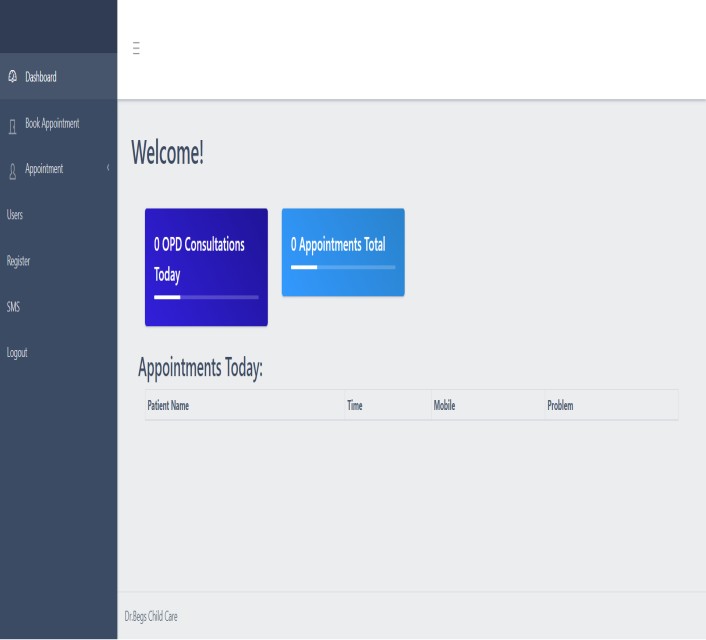 Dashboard
Book Appointment
Appointment
Users
Register
SMS
Logout
Welcome!
0 OPD Consultations
Today
0 Appointments Total
Appointments Today:
Patient Name Time Mobile Problem
Dr.Begs Child Care